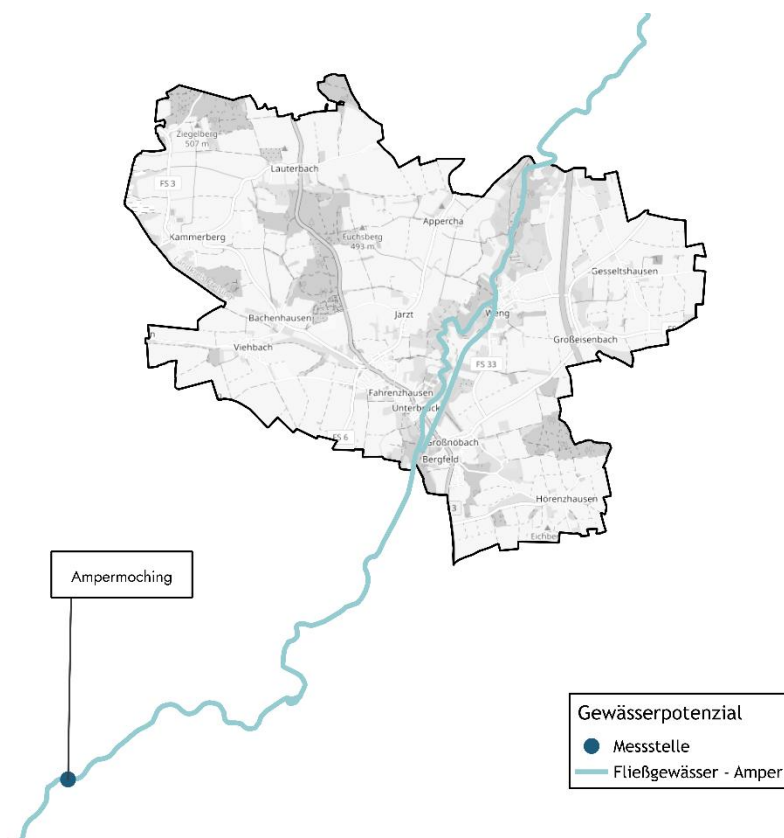 Ziegelberg
507 m
Lauterbach
FS 3
Fuchsberg
493 m
Appercha
Kammerberg
Gesseltshausen
Bachenhausen
Jarzt
Weng
Viehbach
Großeisenbach
FS 33
Fahrenzhausen
Unterbruck
FS 6
Großnobach
Bergfeld
Hörenzhausen
3
Ampermoching
Gewässerpotenzial
Messstelle
Fließgewässer - Amper